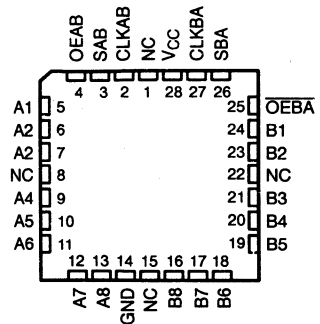 OEAB SAB CLKAB NC VCC CLKBA SBA
4 3 2 1 28 27 26
A1 5 25 OEBA
A2 6 24 B1
A2 7 23 B2
NC 8 22 NC
A4 9 21 B3
A5 10 20 B4
A6 11 19 B5
12 13 14 15 16 17 18
A7 A8 GND NC B8 B7 B6